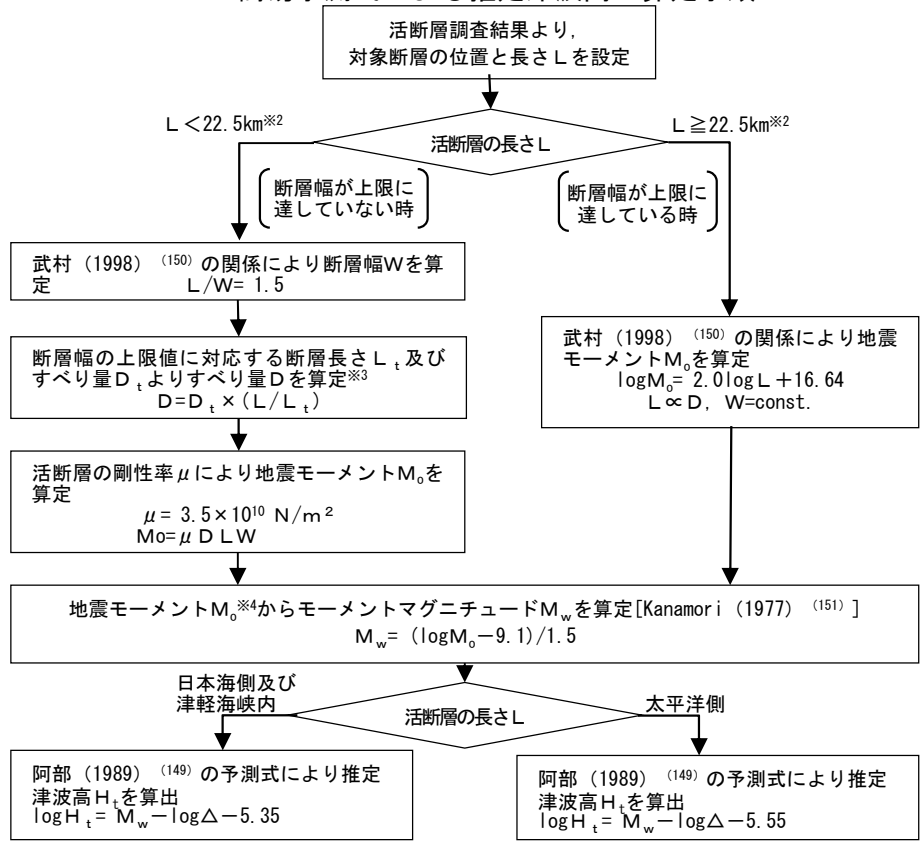 活断層調査結果より，
対象断層の位置と長さＬを設定
Ｌ＜22.5km※2
活断層の長さＬ
Ｌ≧22.5km※2
断層幅が上限に
達していない時
断層幅が上限に
達している時
武村（1998）(150) の関係により断層幅Ｗを算
定　　　　Ｌ/Ｗ= 1.5
断層幅の上限値に対応する断層長さＬt 及び
すべり量Ｄt よりすべり量Ｄを算定※3
Ｄ=Ｄt ×(Ｌ/Ｌt)
活断層の剛性率μにより地震モーメントＭ0を
算定
μ= 3.5×10¹⁰ N/m²
Mo=μＤＬＷ
武村（1998）(150) の関係により地震
モーメントＭ0を算定
logＭ0= 2.0logＬ＋16.64
Ｌ∝Ｄ，Ｗ=const.
地震モーメントＭ0※4からモーメントマグニチュードＭwを算定[Kanamori（1977）(151)]
Ｍw=（logＭ0－9.1）/1.5
日本海側及び
津軽海峡内
活断層の長さＬ
太平洋側
阿部（1989）(149) の予測式により推定
津波高Ｈtを算出
logＨt= Ｍw－log△－5.35
阿部（1989）(149) の予測式により推定
津波高Ｈtを算出
logＨt= Ｍw－log△－5.55